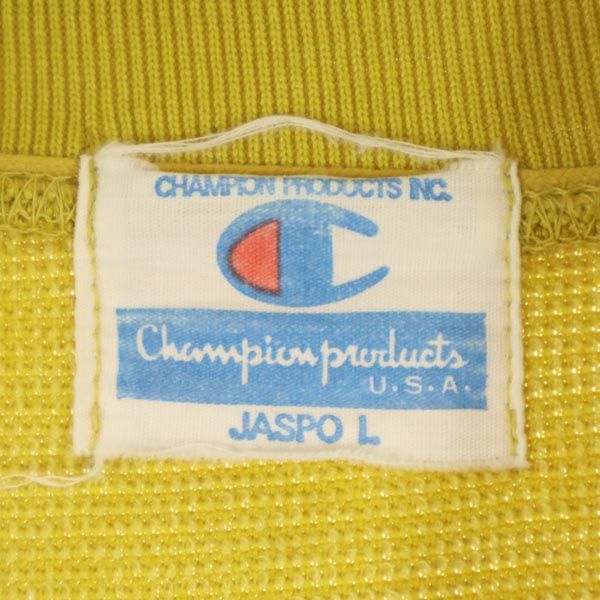 CHAMPION PRODUCTS INC.
Champion products
U.S.A.
JASPO L